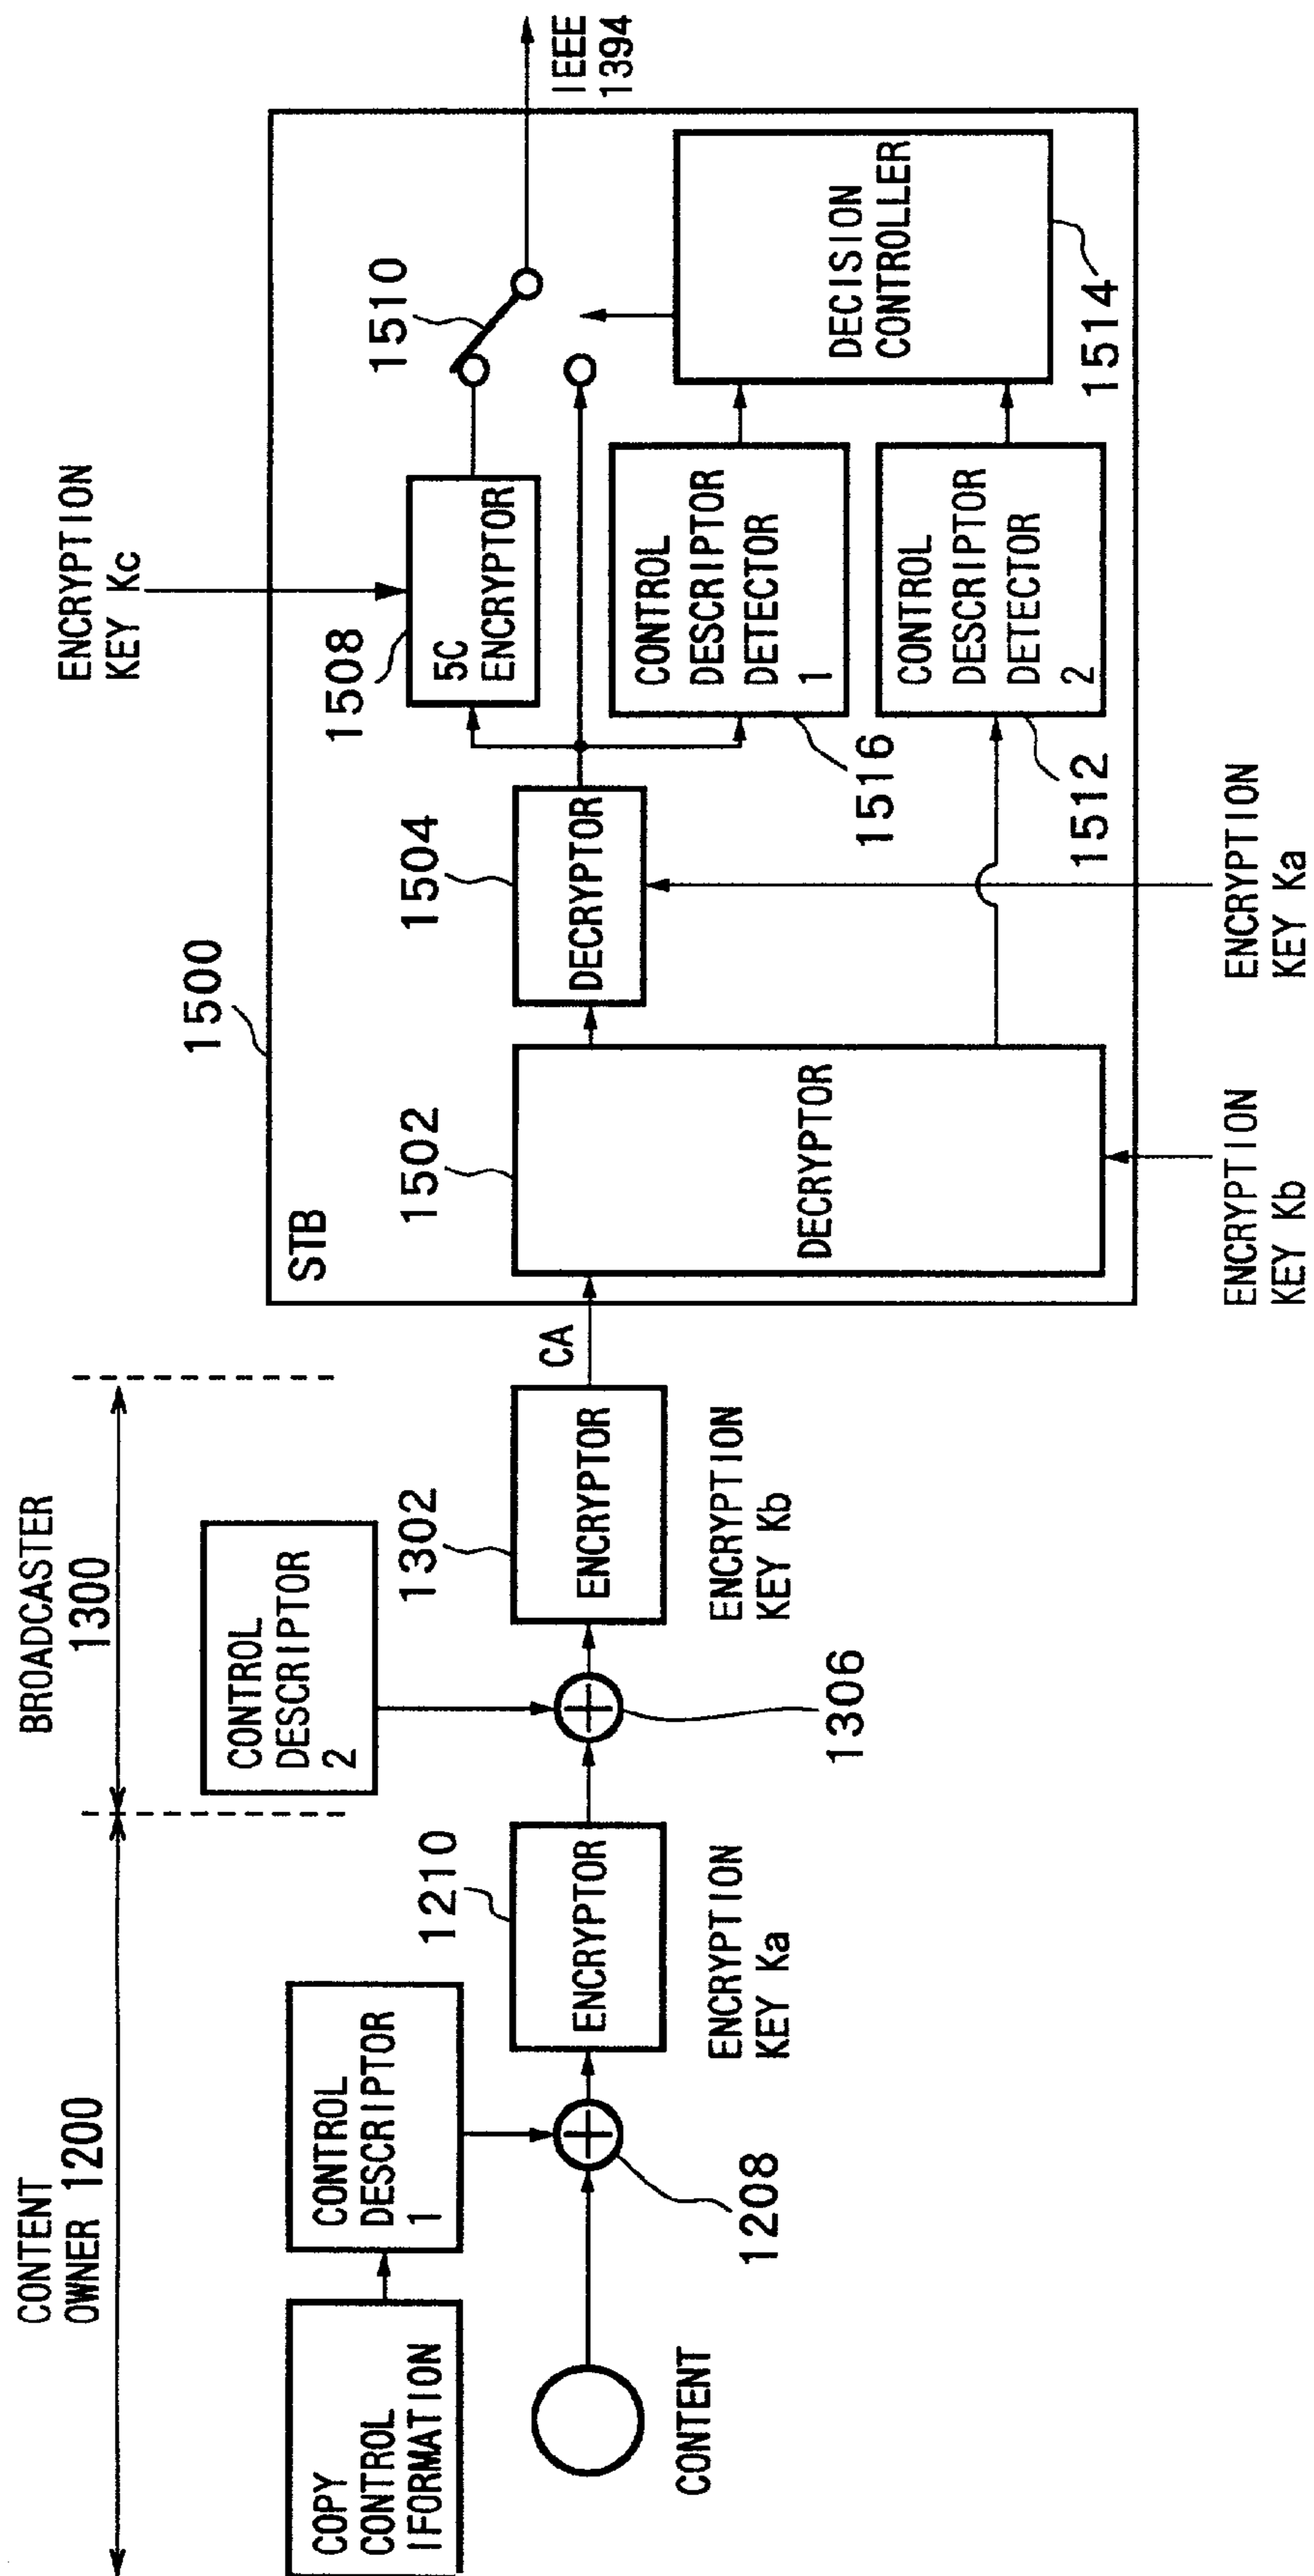 CONTENT
OWNER 1200
BROADCASTER
1300
COPY
CONTROL
IFORMATION
CONTROL
DESCRIPTOR
1
CONTENT
1208
1210
ENCRYPTOR
ENCRYPTION
KEY Ka
CONTROL
DESCRIPTOR
2
1306
1302
ENCRYPTOR
ENCRYPTION
KEY Kb
CA
1500
STB
1502
DECRYPTOR
ENCRYPTION
KEY Kb
1504
DECRYPTOR
ENCRYPTION
KEY Ka
ENCRYPTION
KEY Kc
1508
5C
ENCRYPTOR
1510
CONTROL
DESCRIPTOR
DETECTOR
1
1516
CONTROL
DESCRIPTOR
DETECTOR
2
1512
DECISION
CONTROLLER
1514
IEEE
1394